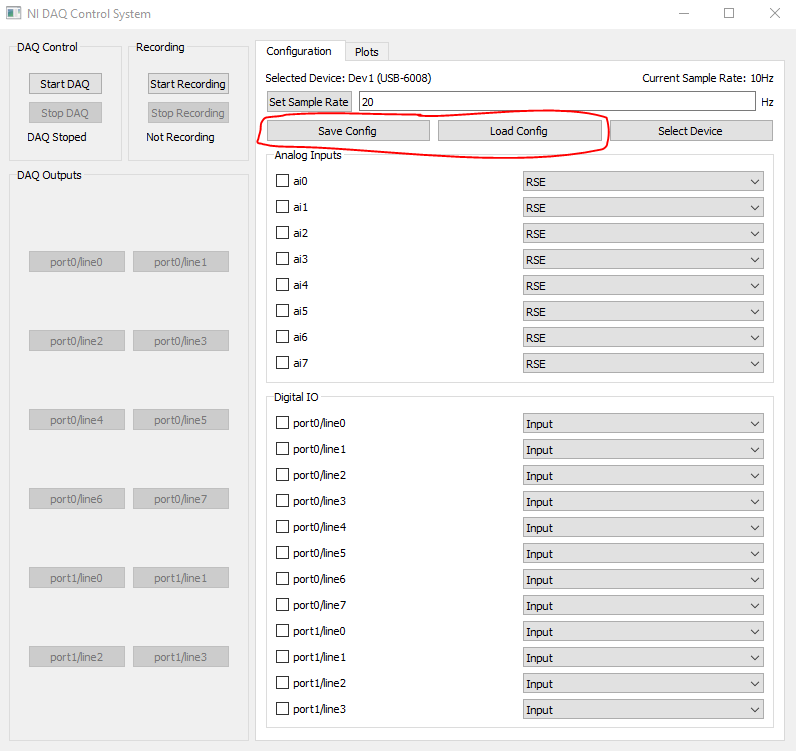 NI DAQ Control System
DAQ Control
Start DAQ
Stop DAQ
DAQ Stoped
Recording
Start Recording
Stop Recording
Not Recording
DAQ Outputs
port0/line0 port0/line1
port0/line2 port0/line3
port0/line4 port0/line5
port0/line6 port0/line7
port1/line0 port1/line1
port1/line2 port1/line3
Configuration Plots
Selected Device: Dev1 (USB-6008) Current Sample Rate: 10Hz
Set Sample Rate 20 Hz
Save Config Load Config Select Device
Analog Inputs
ai0 RSE
ai1 RSE
ai2 RSE
ai3 RSE
ai4 RSE
ai5 RSE
ai6 RSE
ai7 RSE
Digital IO
port0/line0 Input
port0/line1 Input
port0/line2 Input
port0/line3 Input
port0/line4 Input
port0/line5 Input
port0/line6 Input
port0/line7 Input
port1/line0 Input
port1/line1 Input
port1/line2 Input
port1/line3 Input